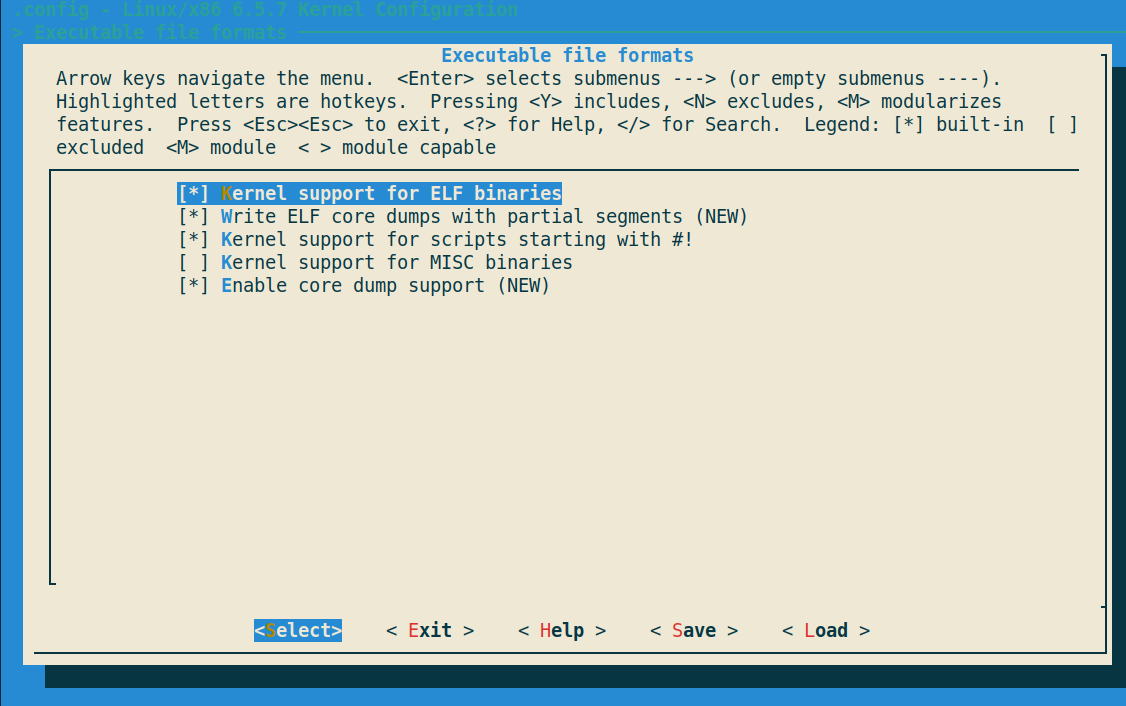 .config - Linux/x86 6.5.7 Kernel Configuration
> Executable file formats
Executable file formats
Arrow keys navigate the menu.  <Enter> selects submenus ---> (or empty submenus ----).
Highlighted letters are hotkeys.  Pressing <Y> includes, <N> excludes, <M> modularizes
features.  Press <Esc><Esc> to exit, <?> for Help, </> for Search.  Legend: [*] built-in  [ ]
excluded  <M> module  < > module capable
[*] Kernel support for ELF binaries
[*] Write ELF core dumps with partial segments (NEW)
[*] Kernel support for scripts starting with #!
[ ] Kernel support for MISC binaries
[*] Enable core dump support (NEW)
<Select>    < Exit >    < Help >    < Save >    < Load >